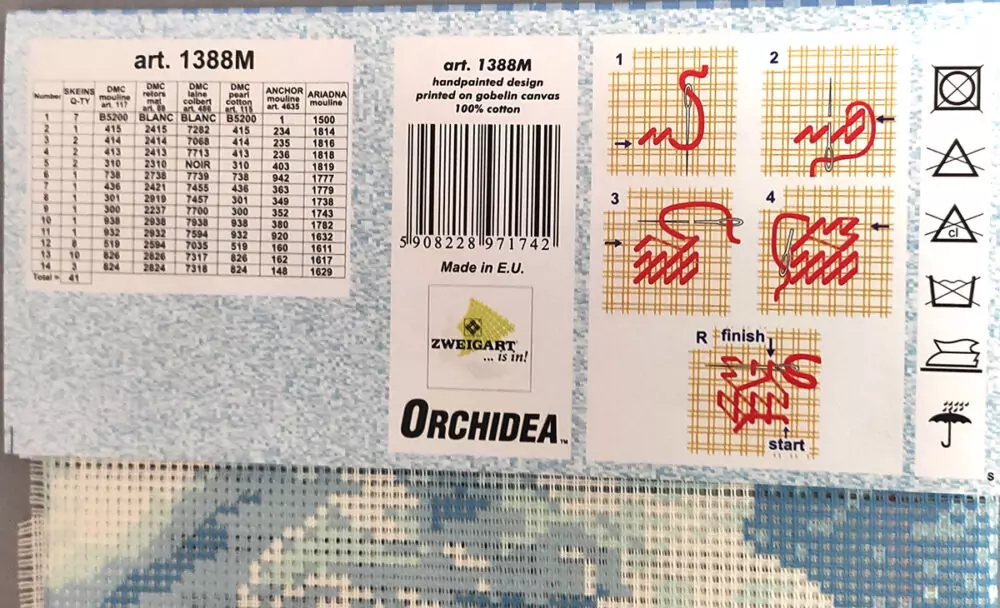 art. 1388M
Number SKEINS Q-TY DMC mouline art. 117 DMC retors mat art. 89 DMC laine colbert art. 486 DMC pearl cotton art. 115 ANCHOR mouline art. 4635 ARIADNA mouline
1 7 B5200 BLANC BLANC B5200 1 1500
2 1 415 2415 7282 415 234 1814
3 2 414 2414 7068 414 235 1816
4 2 413 2413 7713 413 236 1818
5 2 310 2310 NOIR 310 403 1819
6 1 738 2738 7739 738 942 1777
7 1 436 2421 7455 436 363 1779
8 1 301 2919 7457 301 349 1738
9 1 300 2237 7700 300 352 1743
10 1 938 2938 7938 938 380 1782
11 1 932 2932 7594 932 920 1632
12 8 519 2594 7035 519 160 1611
13 10 826 2826 7317 826 162 1617
14 3 824 2824 7318 824 148 1629
Total = 41
art. 1388M
handpainted design
printed on gobelin canvas
100% cotton
5 908228 971742
Made in E.U.
ZWEIGART
... is in!
ORCHIDEA™
1
2
3
4
R finish
start
cl
s